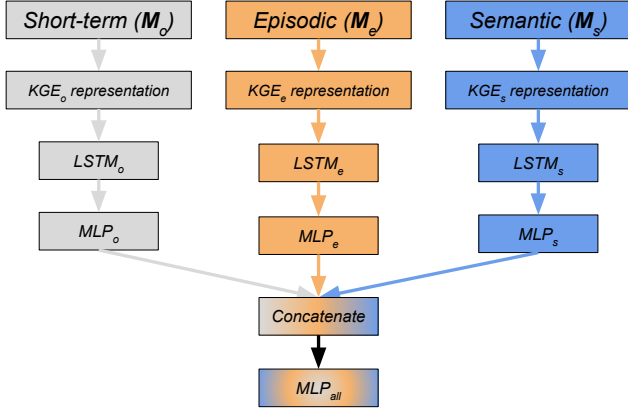 Short-term (Mₒ)
Episodic (Mₑ)
Semantic (Mₛ)
KGEₒ representation
KGEₑ representation
KGEₛ representation
LSTMₒ
LSTMₑ
LSTMₛ
MLPₒ
MLPₑ
MLPₛ
Concatenate
MLPₐₗₗ